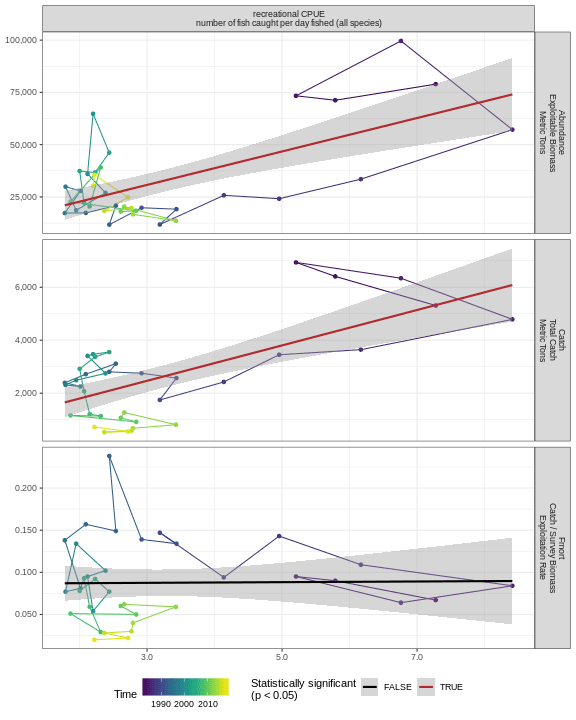 recreational CPUE
number of fish caught per day fished (all species)
100,000
75,000
50,000
25,000
Abundance
Exploitable Biomass
Metric Tons
6,000
4,000
2,000
Catch
Total Catch
Metric Tons
0.200
0.150
0.100
0.050
Fmort
Catch / Survey Biomass
Exploitation Rate
3.0 5.0 7.0
Time
1990 2000 2010
Statistically significant
(p < 0.05)
FALSE TRUE